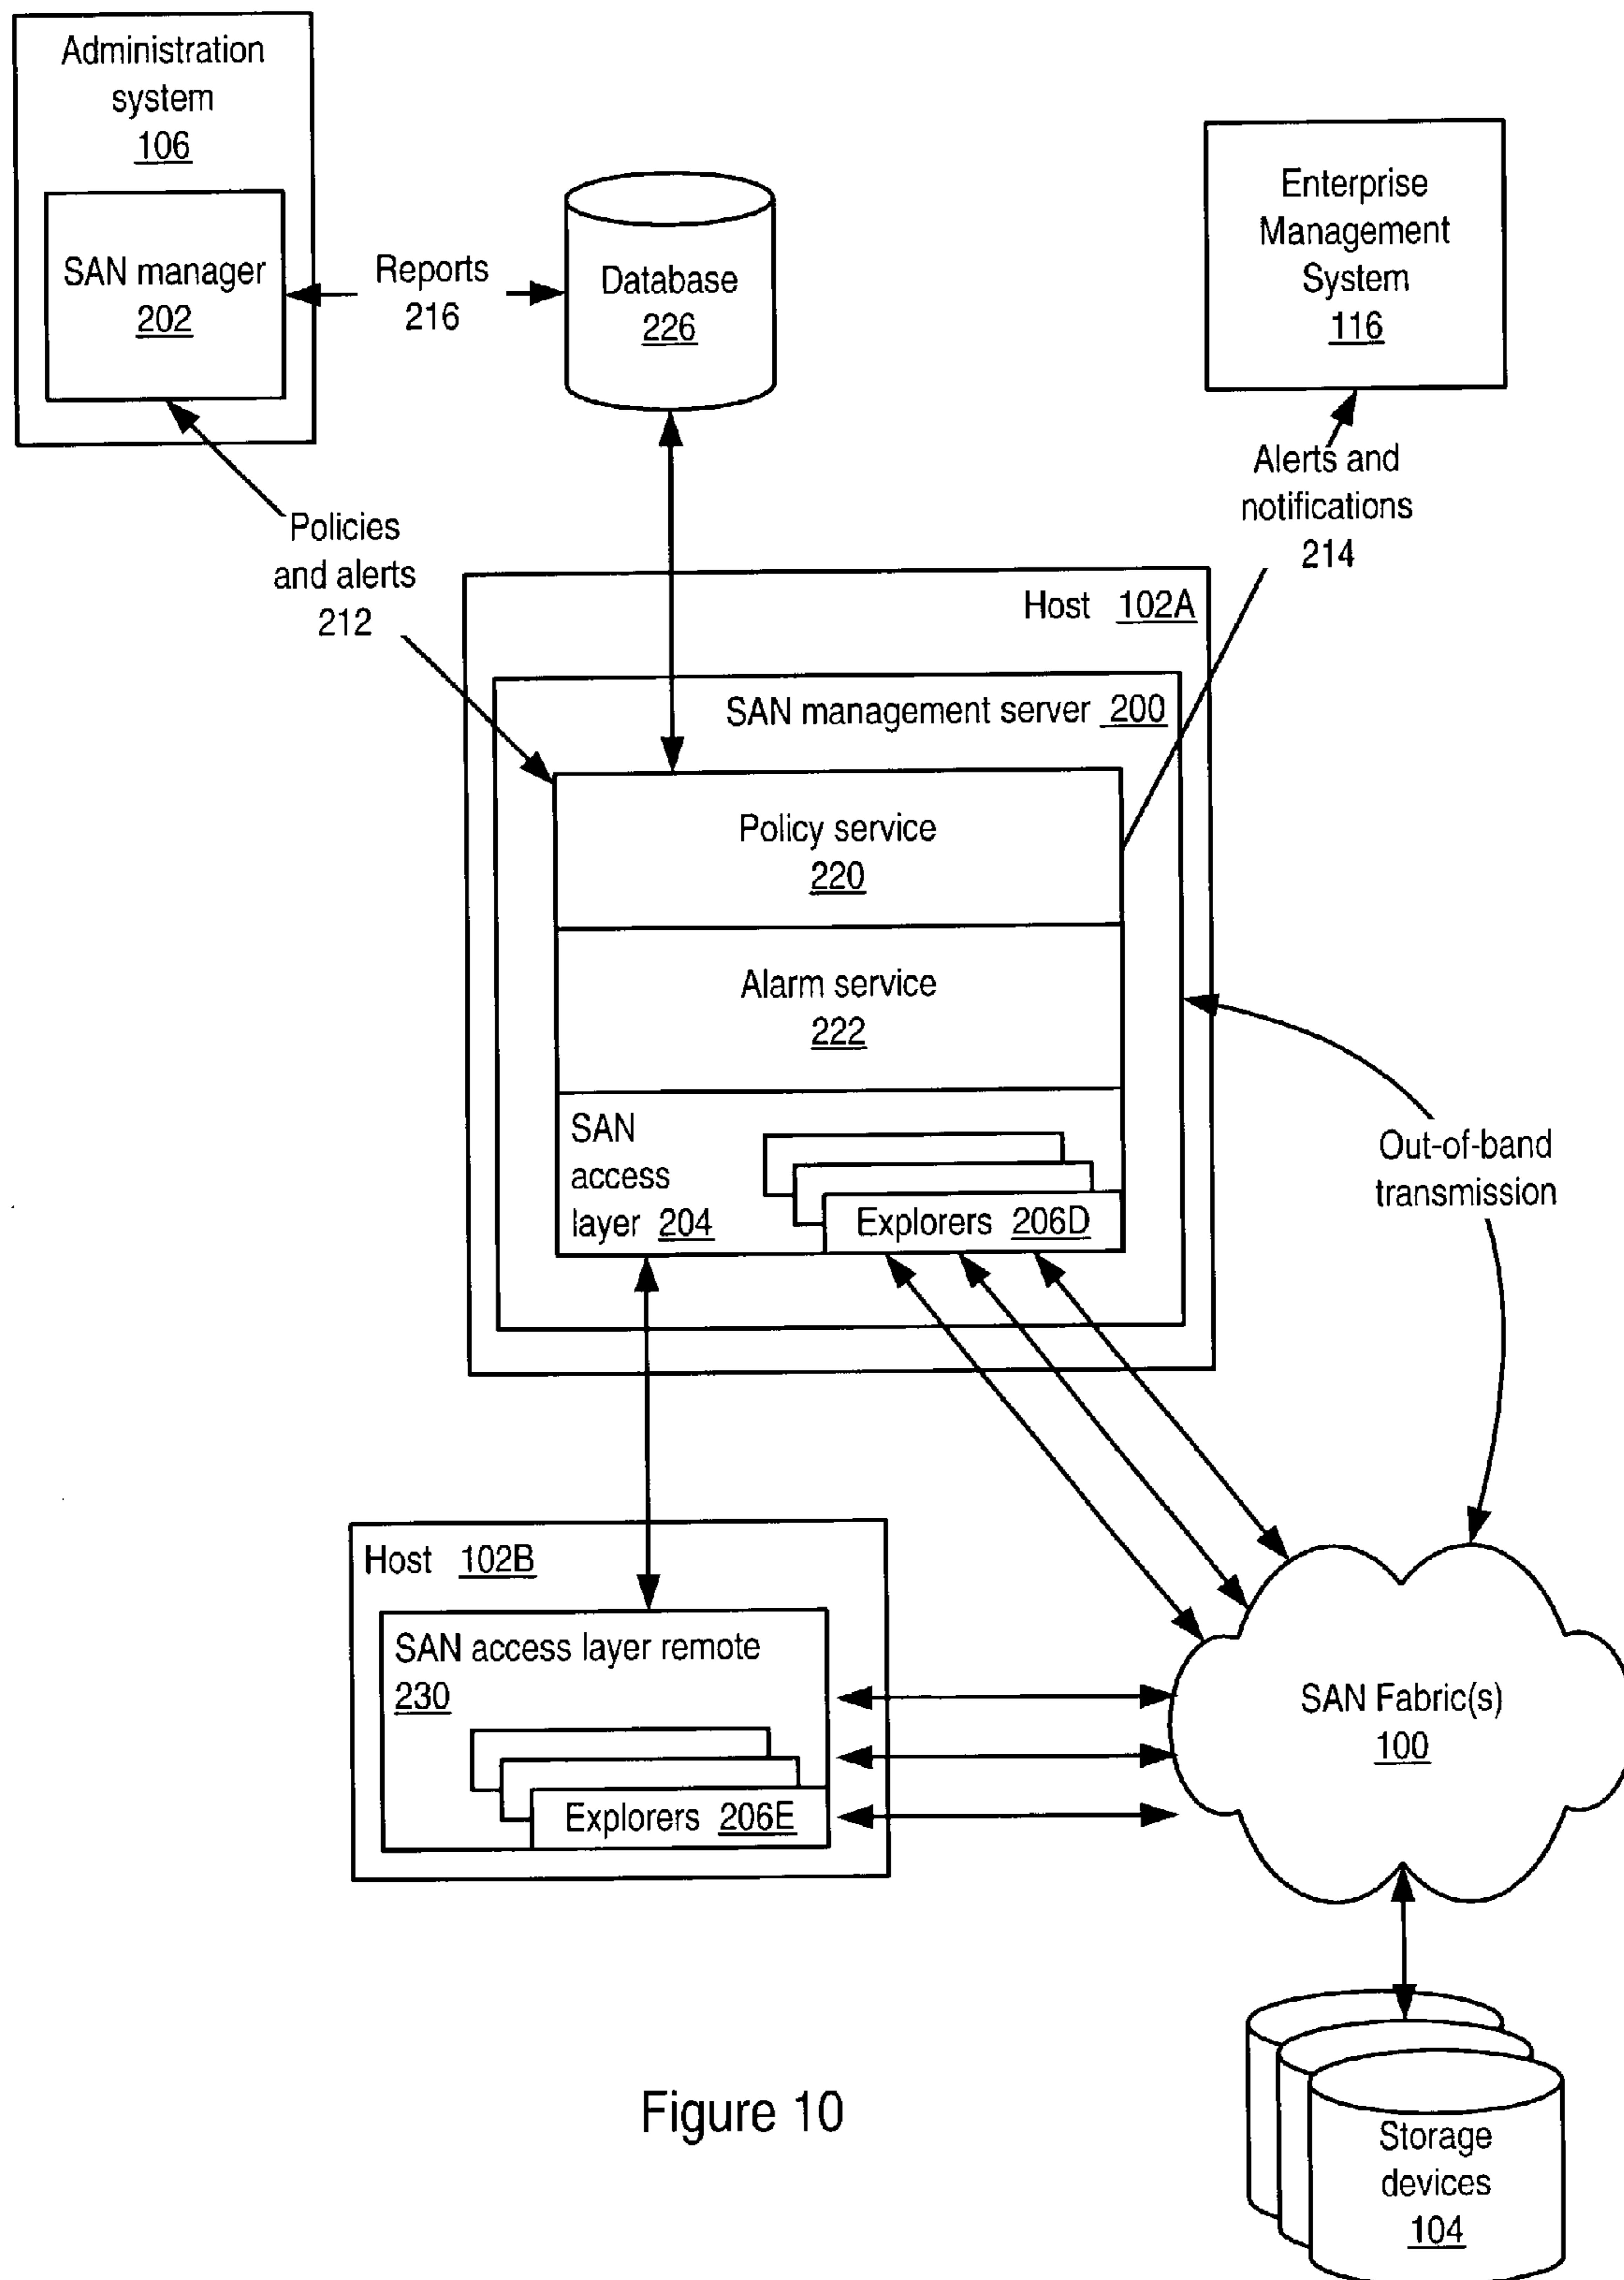 Administration
system
106
SAN manager
202
Reports
216
Database
226
Enterprise
Management
System
116
Policies
and alerts
212
Alerts and
notifications
214
Host 102A
SAN management server 200
Policy service
220
Alarm service
222
SAN
access
layer 204
Explorers 206D
Out-of-band
transmission
Host 102B
SAN access layer remote
230
Explorers 206E
SAN Fabric(s)
100
Storage
devices
104
Figure 10